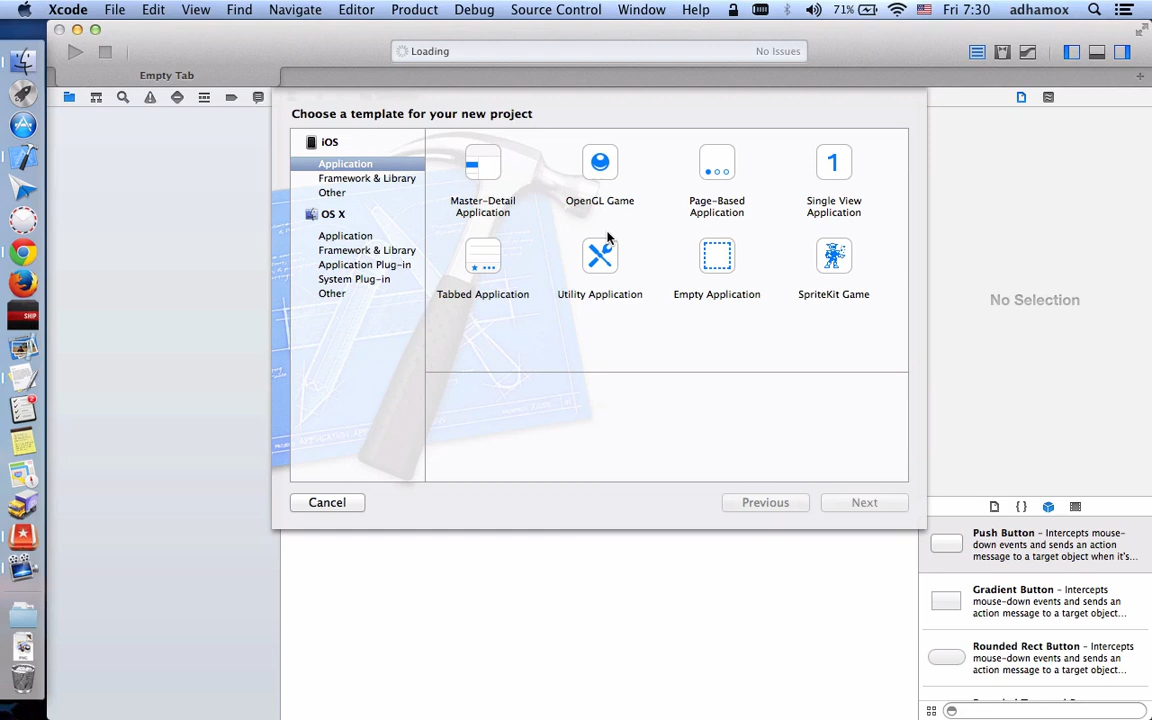 Xcode File Edit View Find Navigate Editor Product Debug Source Control Window Help 71% Fri 7:30 adhamox
Loading No Issues
Empty Tab
Choose a template for your new project
iOS
Application
Framework & Library
Other
OS X
Application
Framework & Library
Application Plug-in
System Plug-in
Other
Master-Detail
Application
OpenGL Game
Page-Based
Application
1
Single View
Application
Tabbed Application
Utility Application
Empty Application
SpriteKit Game
Cancel
Previous
Next
No Selection
{ }
Push Button - Intercepts mouse-
down events and sends an action
message to a target object when it's...
Gradient Button - Intercepts
mouse-down events and sends an
action message to a target object...
Rounded Rect Button - Intercepts
mouse-down events and sends an
action message to a target object...
SHIP